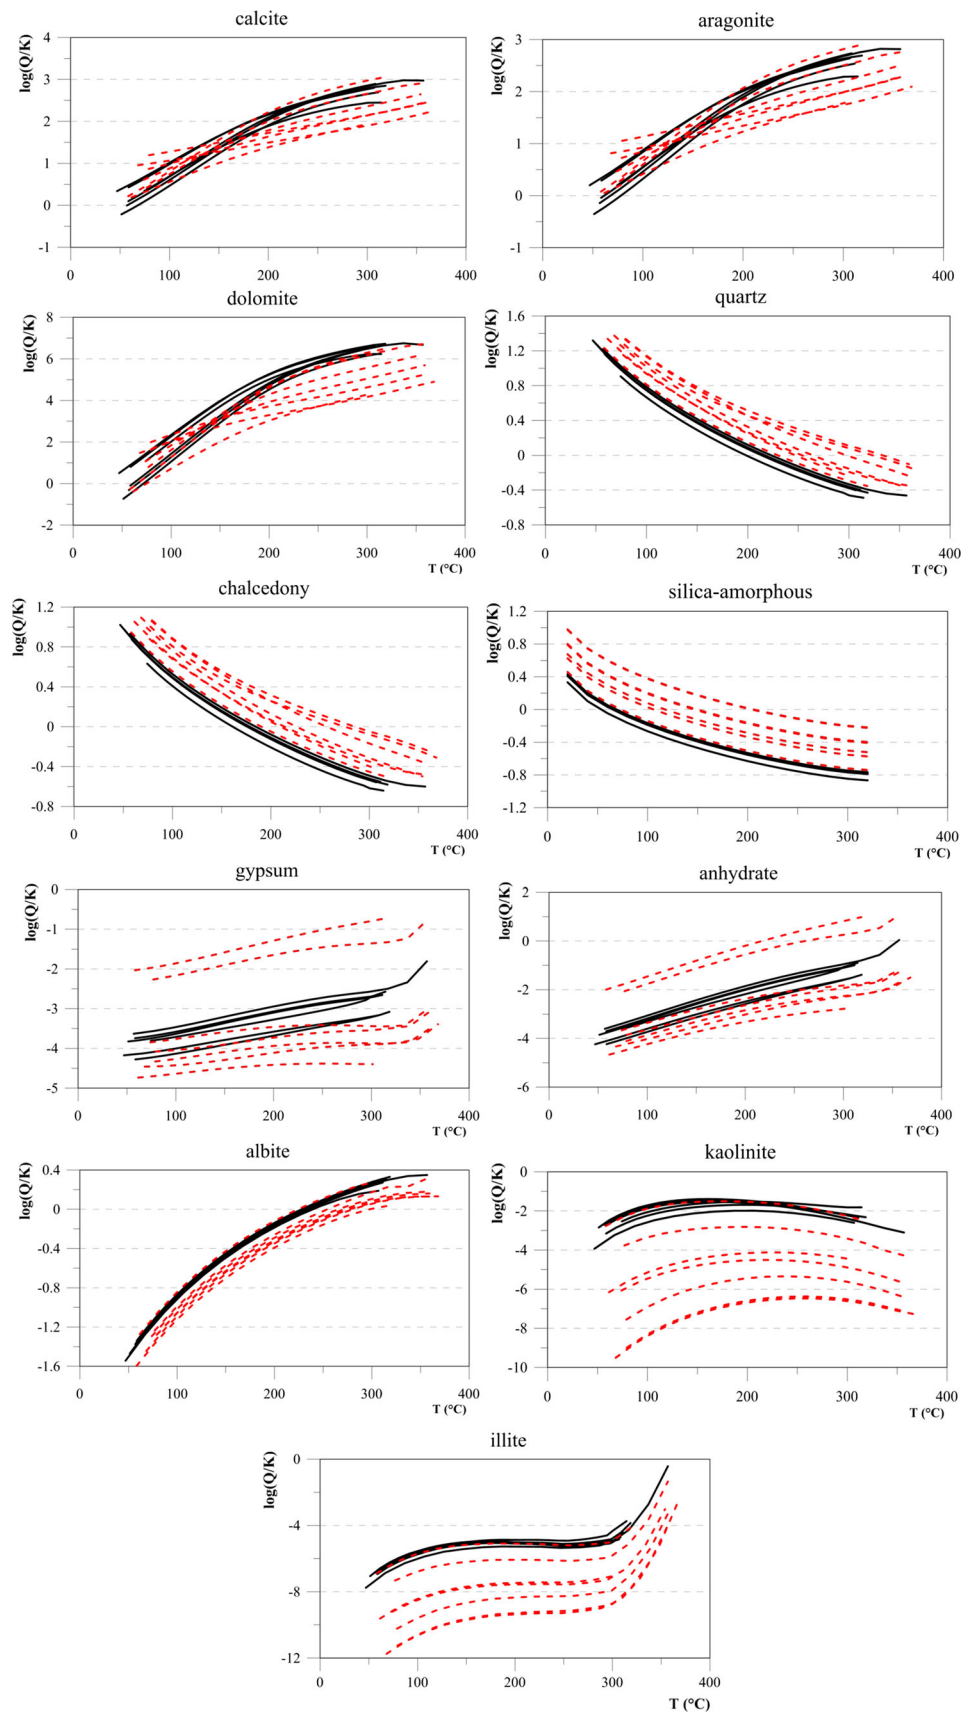 calcite
log(Q/K)
4
3
2
1
0
-1
0 100 200 300 400
aragonite
log(Q/K)
3
2
1
0
-1
0 100 200 300 400
dolomite
log(Q/K)
8
6
4
2
0
-2
0 100 200 300 400
T (°C)
quartz
log(Q/K)
1.6
1.2
0.8
0.4
0
-0.4
-0.8
0 100 200 300 400
T (°C)
chalcedony
log(Q/K)
1.2
0.8
0.4
0
-0.4
-0.8
0 100 200 300 400
T (°C)
silica-amorphous
log(Q/K)
1.2
0.8
0.4
0
-0.4
-0.8
-1.2
0 100 200 300 400
T (°C)
gypsum
log(Q/K)
0
-1
-2
-3
-4
-5
0 100 200 300 400
T (°C)
anhydrate
log(Q/K)
2
0
-2
-4
-6
0 100 200 300 400
T (°C)
albite
log(Q/K)
0.4
0
-0.4
-0.8
-1.2
-1.6
0 100 200 300 400
T (°C)
kaolinite
log(Q/K)
0
-2
-4
-6
-8
-10
0 100 200 300 400
T (°C)
illite
log(Q/K)
0
-4
-8
-12
0 100 200 300 400
T (°C)